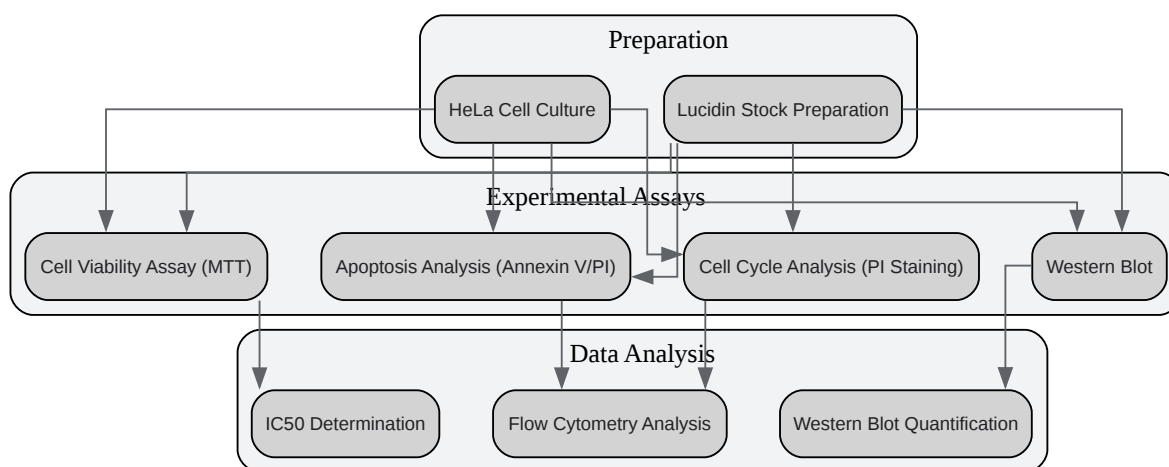 Preparation
HeLa Cell Culture
Lucidin Stock Preparation
Experimental Assays
Cell Viability Assay (MTT)
Apoptosis Analysis (Annexin V/PI)
Cell Cycle Analysis (PI Staining)
Western Blot
Data Analysis
IC50 Determination
Flow Cytometry Analysis
Western Blot Quantification